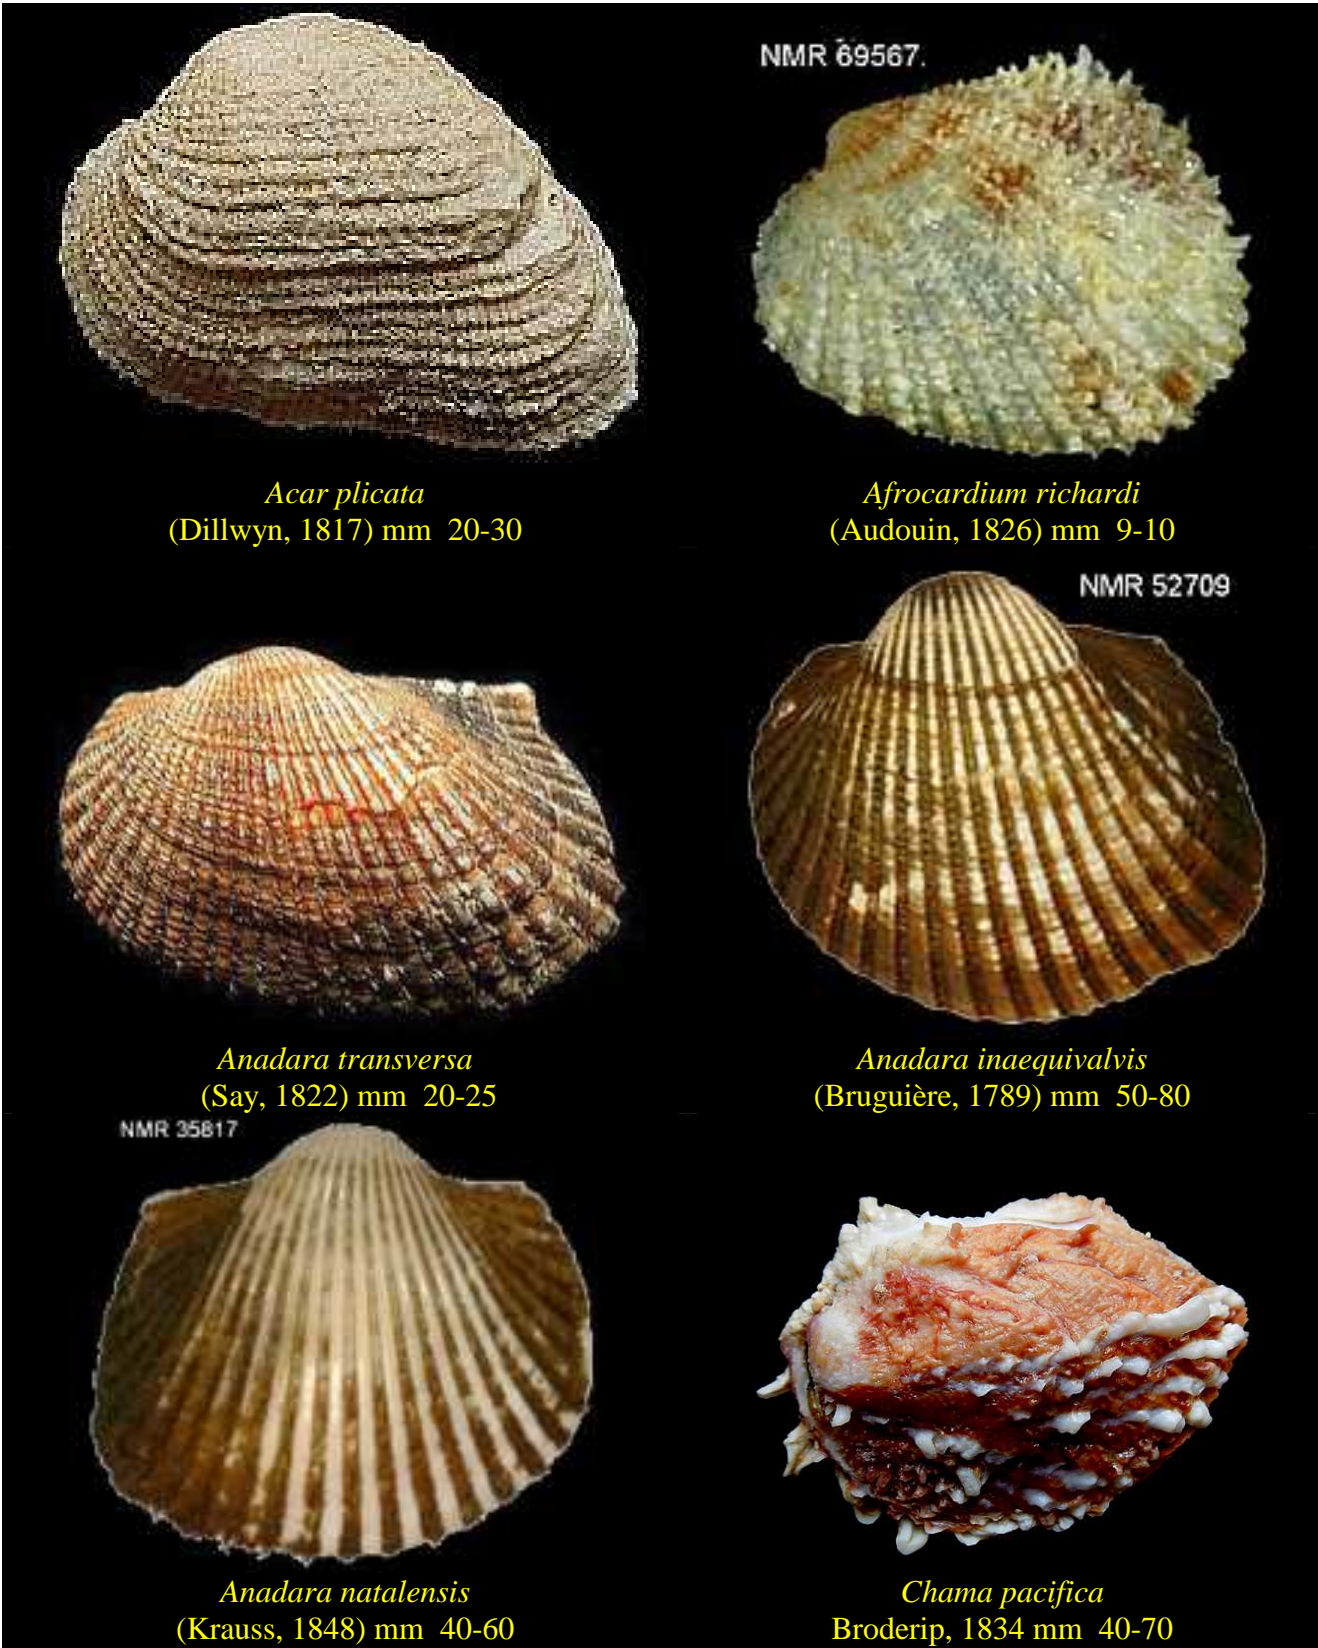 NMR 69567.
Acar plicata
(Dillwyn, 1817) mm 20-30
Afrocardium richardi
(Audouin, 1826) mm 9-10
NMR 52709
Anadara transversa
(Say, 1822) mm 20-25
Anadara inaequivalvis
(Bruguière, 1789) mm 50-80
NMR 35817
Anadara natalensis
(Krauss, 1848) mm 40-60
Chama pacifica
Broderip, 1834 mm 40-70